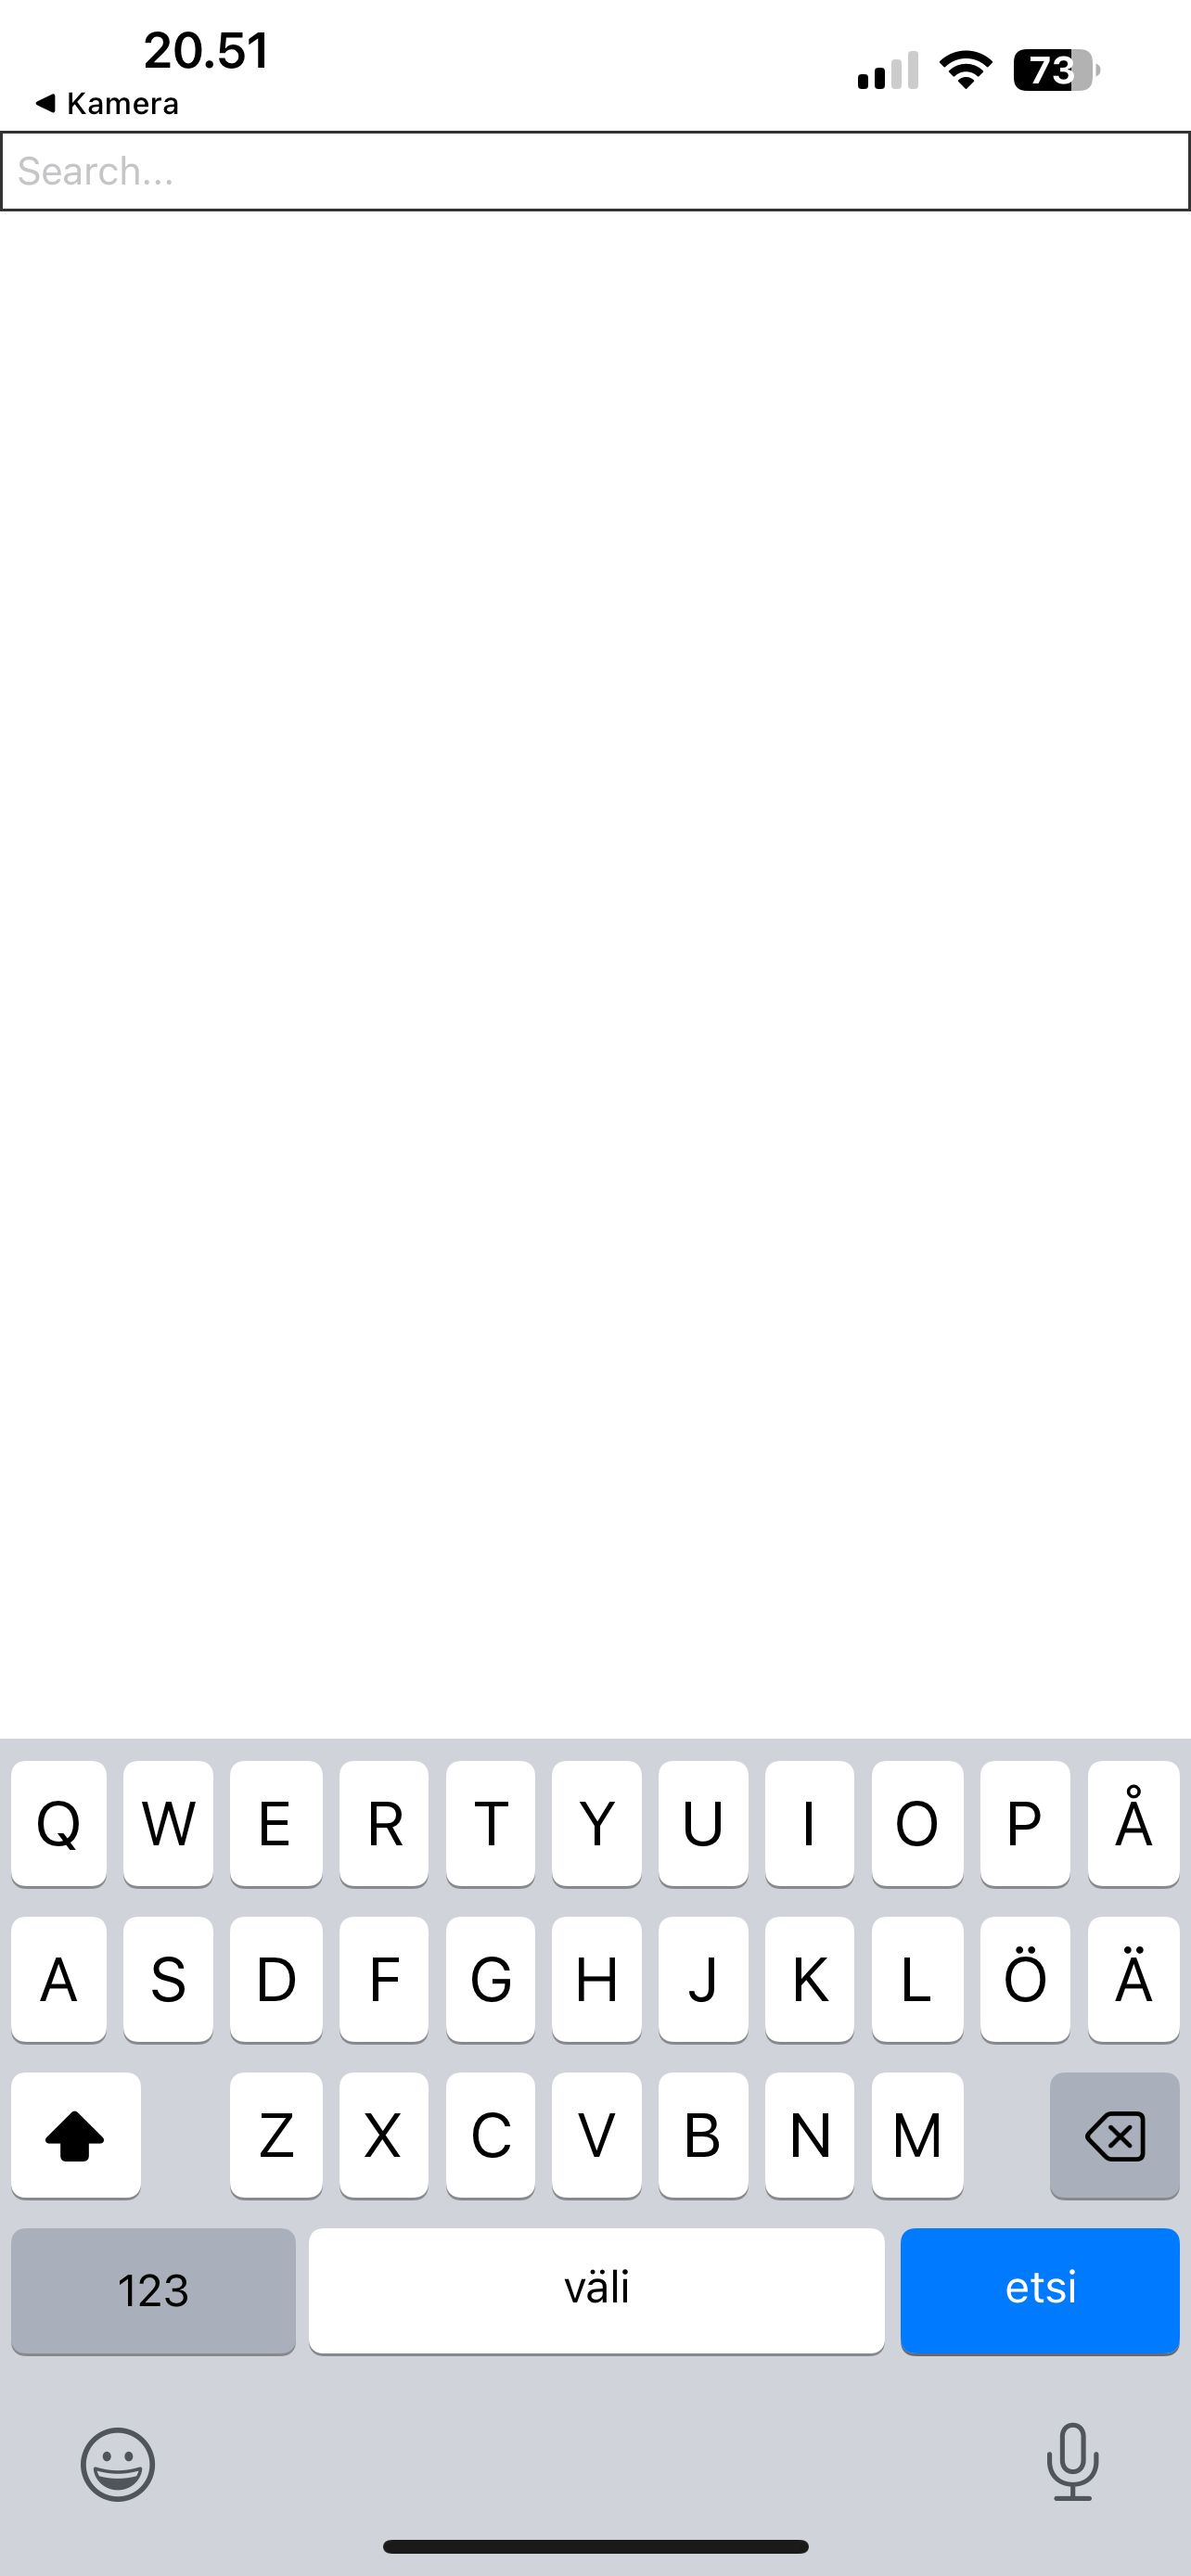 20.51
73
◀ Kamera
Search...
Q W E R T Y U I O P Å
A S D F G H J K L Ö Ä
Z X C V B N M
123 väli etsi